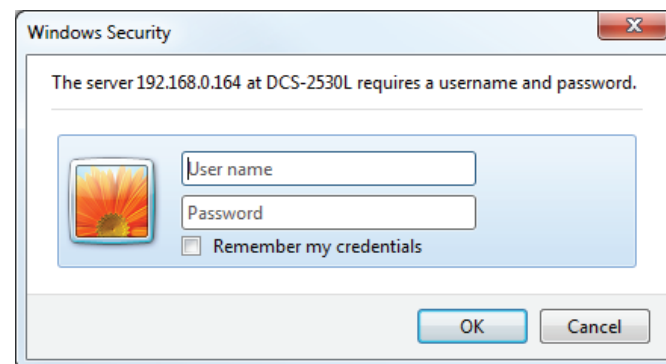 Windows Security
The server 192.168.0.164 at DCS-2530L requires a username and password.
User name
Password
Remember my credentials
OK Cancel